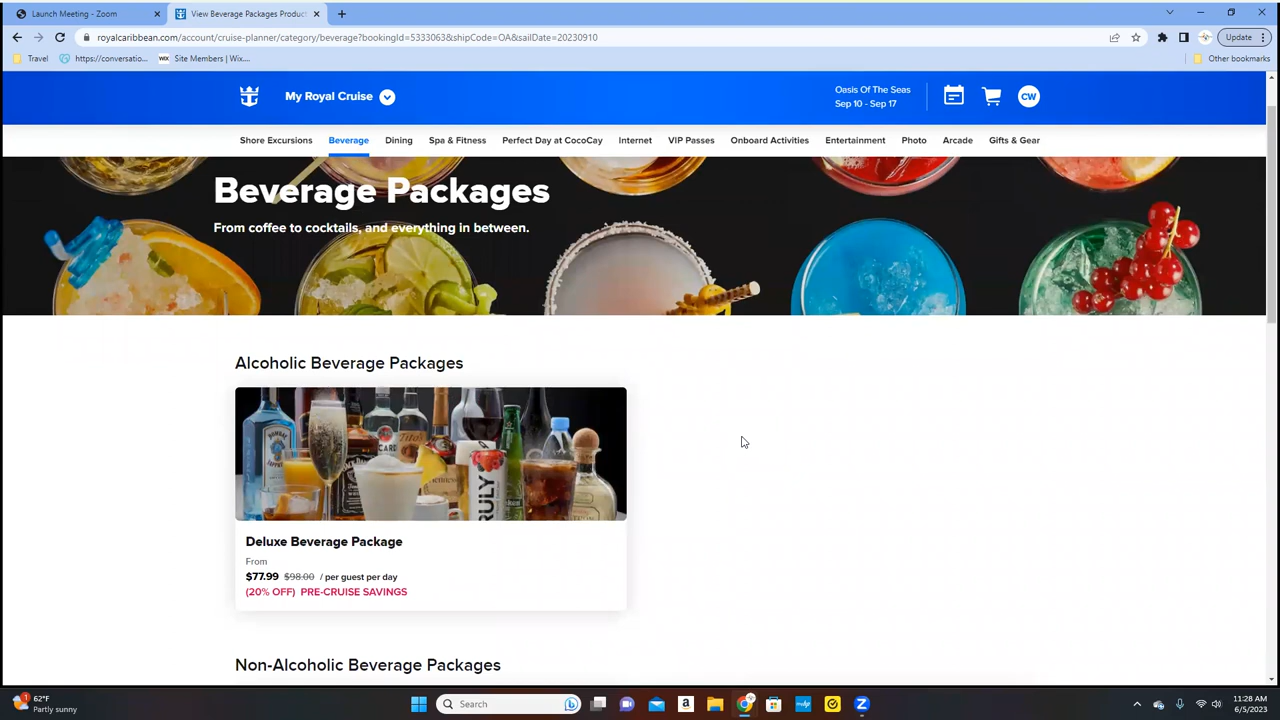 Launch Meeting - Zoom
View Beverage Packages Product
royalcaribbean.com/account/cruise-planner/category/beverage?bookingId=5333063&shipCode=OA&sailDate=20230910
Update
Travel
https://conversatio...
WIX
Site Members | Wix....
Other bookmarks
My Royal Cruise
Oasis Of The Seas
Sep 10 - Sep 17
CW
Shore Excursions Beverage Dining Spa & Fitness Perfect Day at CocoCay Internet VIP Passes Onboard Activities Entertainment Photo Arcade Gifts & Gear
Beverage Packages
From coffee to cocktails, and everything in between.
Alcoholic Beverage Packages
TRULY
Deluxe Beverage Package
From
$77.99 $98.00 / per guest per day
(20% OFF) PRE-CRUISE SAVINGS
Non-Alcoholic Beverage Packages
1
62°F
Partly sunny
Search
11:28 AM
6/5/2023